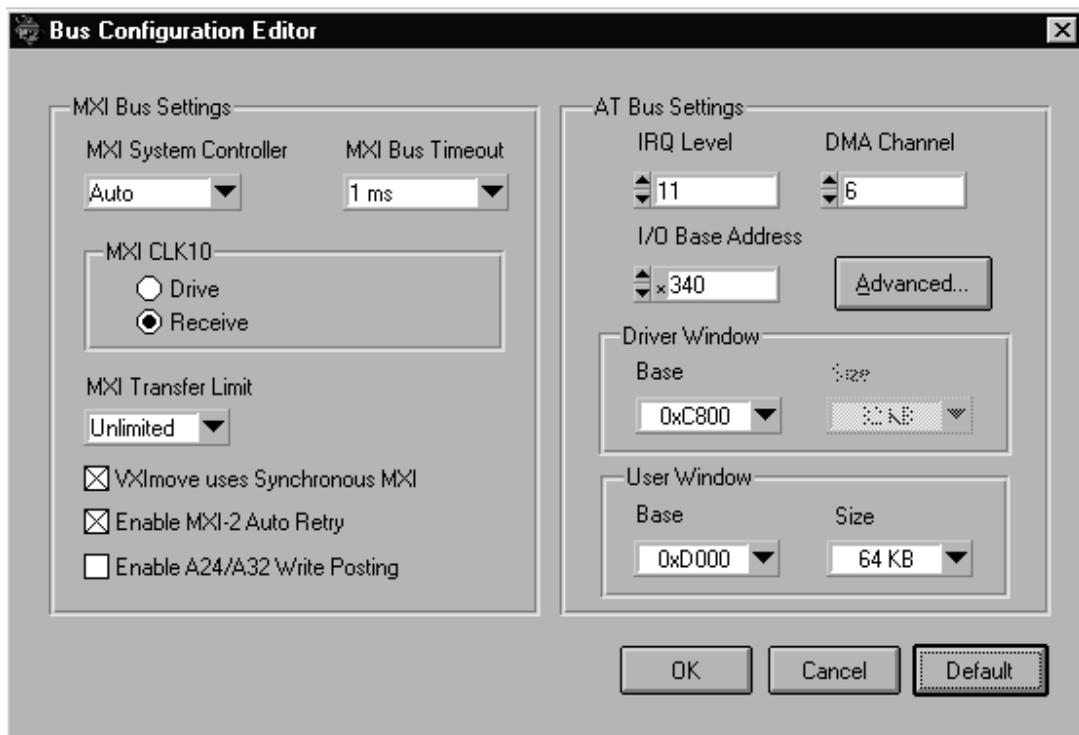 Bus Configuration Editor
MXI Bus Settings
MXI System Controller
MXI Bus Timeout
Auto
1 ms
MXI CLK10
Drive
Receive
MXI Transfer Limit
Unlimited
VXImove uses Synchronous MXI
Enable MXI-2 Auto Retry
Enable A24/A32 Write Posting
AT Bus Settings
IRQ Level
DMA Channel
11
6
I/O Base Address
x 340
Advanced...
Driver Window
Base
Size
0xC800
User Window
Base
Size
0xD000
64 KB
OK
Cancel
Default